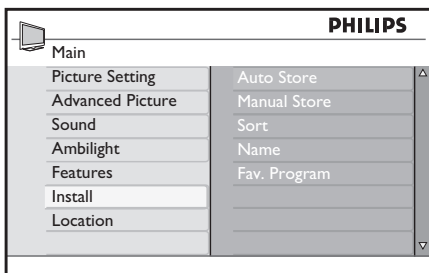 PHILIPS
Main
Picture Setting
Advanced Picture
Sound
Ambilight
Features
Install
Location
Auto Store
Manual Store
Sort
Name
Fav. Program